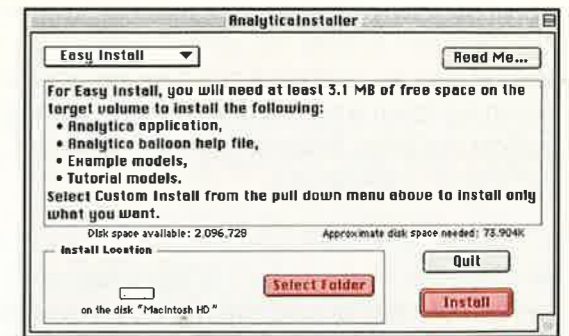 AnalyticaInstaller
Easy Install
Read Me...
For Easy Install, you will need at least 3.1 MB of free space on the
target volume to install the following:
• Analytica application,
• Analytica balloon help file,
• Example models,
• Tutorial models.
Select Custom Install from the pull down menu above to install only
what you want.
Disk space available: 2,096,728
Approximate disk space needed: 73,904K
Install Location
on the disk "Macintosh HD"
Select Folder
Quit
Install